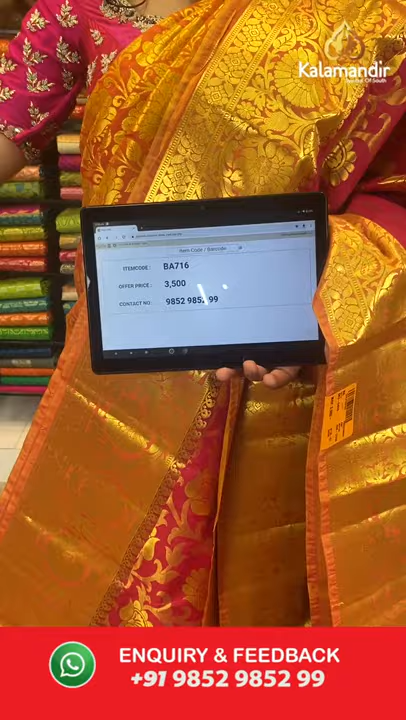 Kalamandir
Item-Code / Barcode
ITEMCODE : BA716
OFFER PRICE : 3,500
CONTACT NO : 9852 9852 99
ENQUIRY & FEEDBACK
+91 9852 9852 99